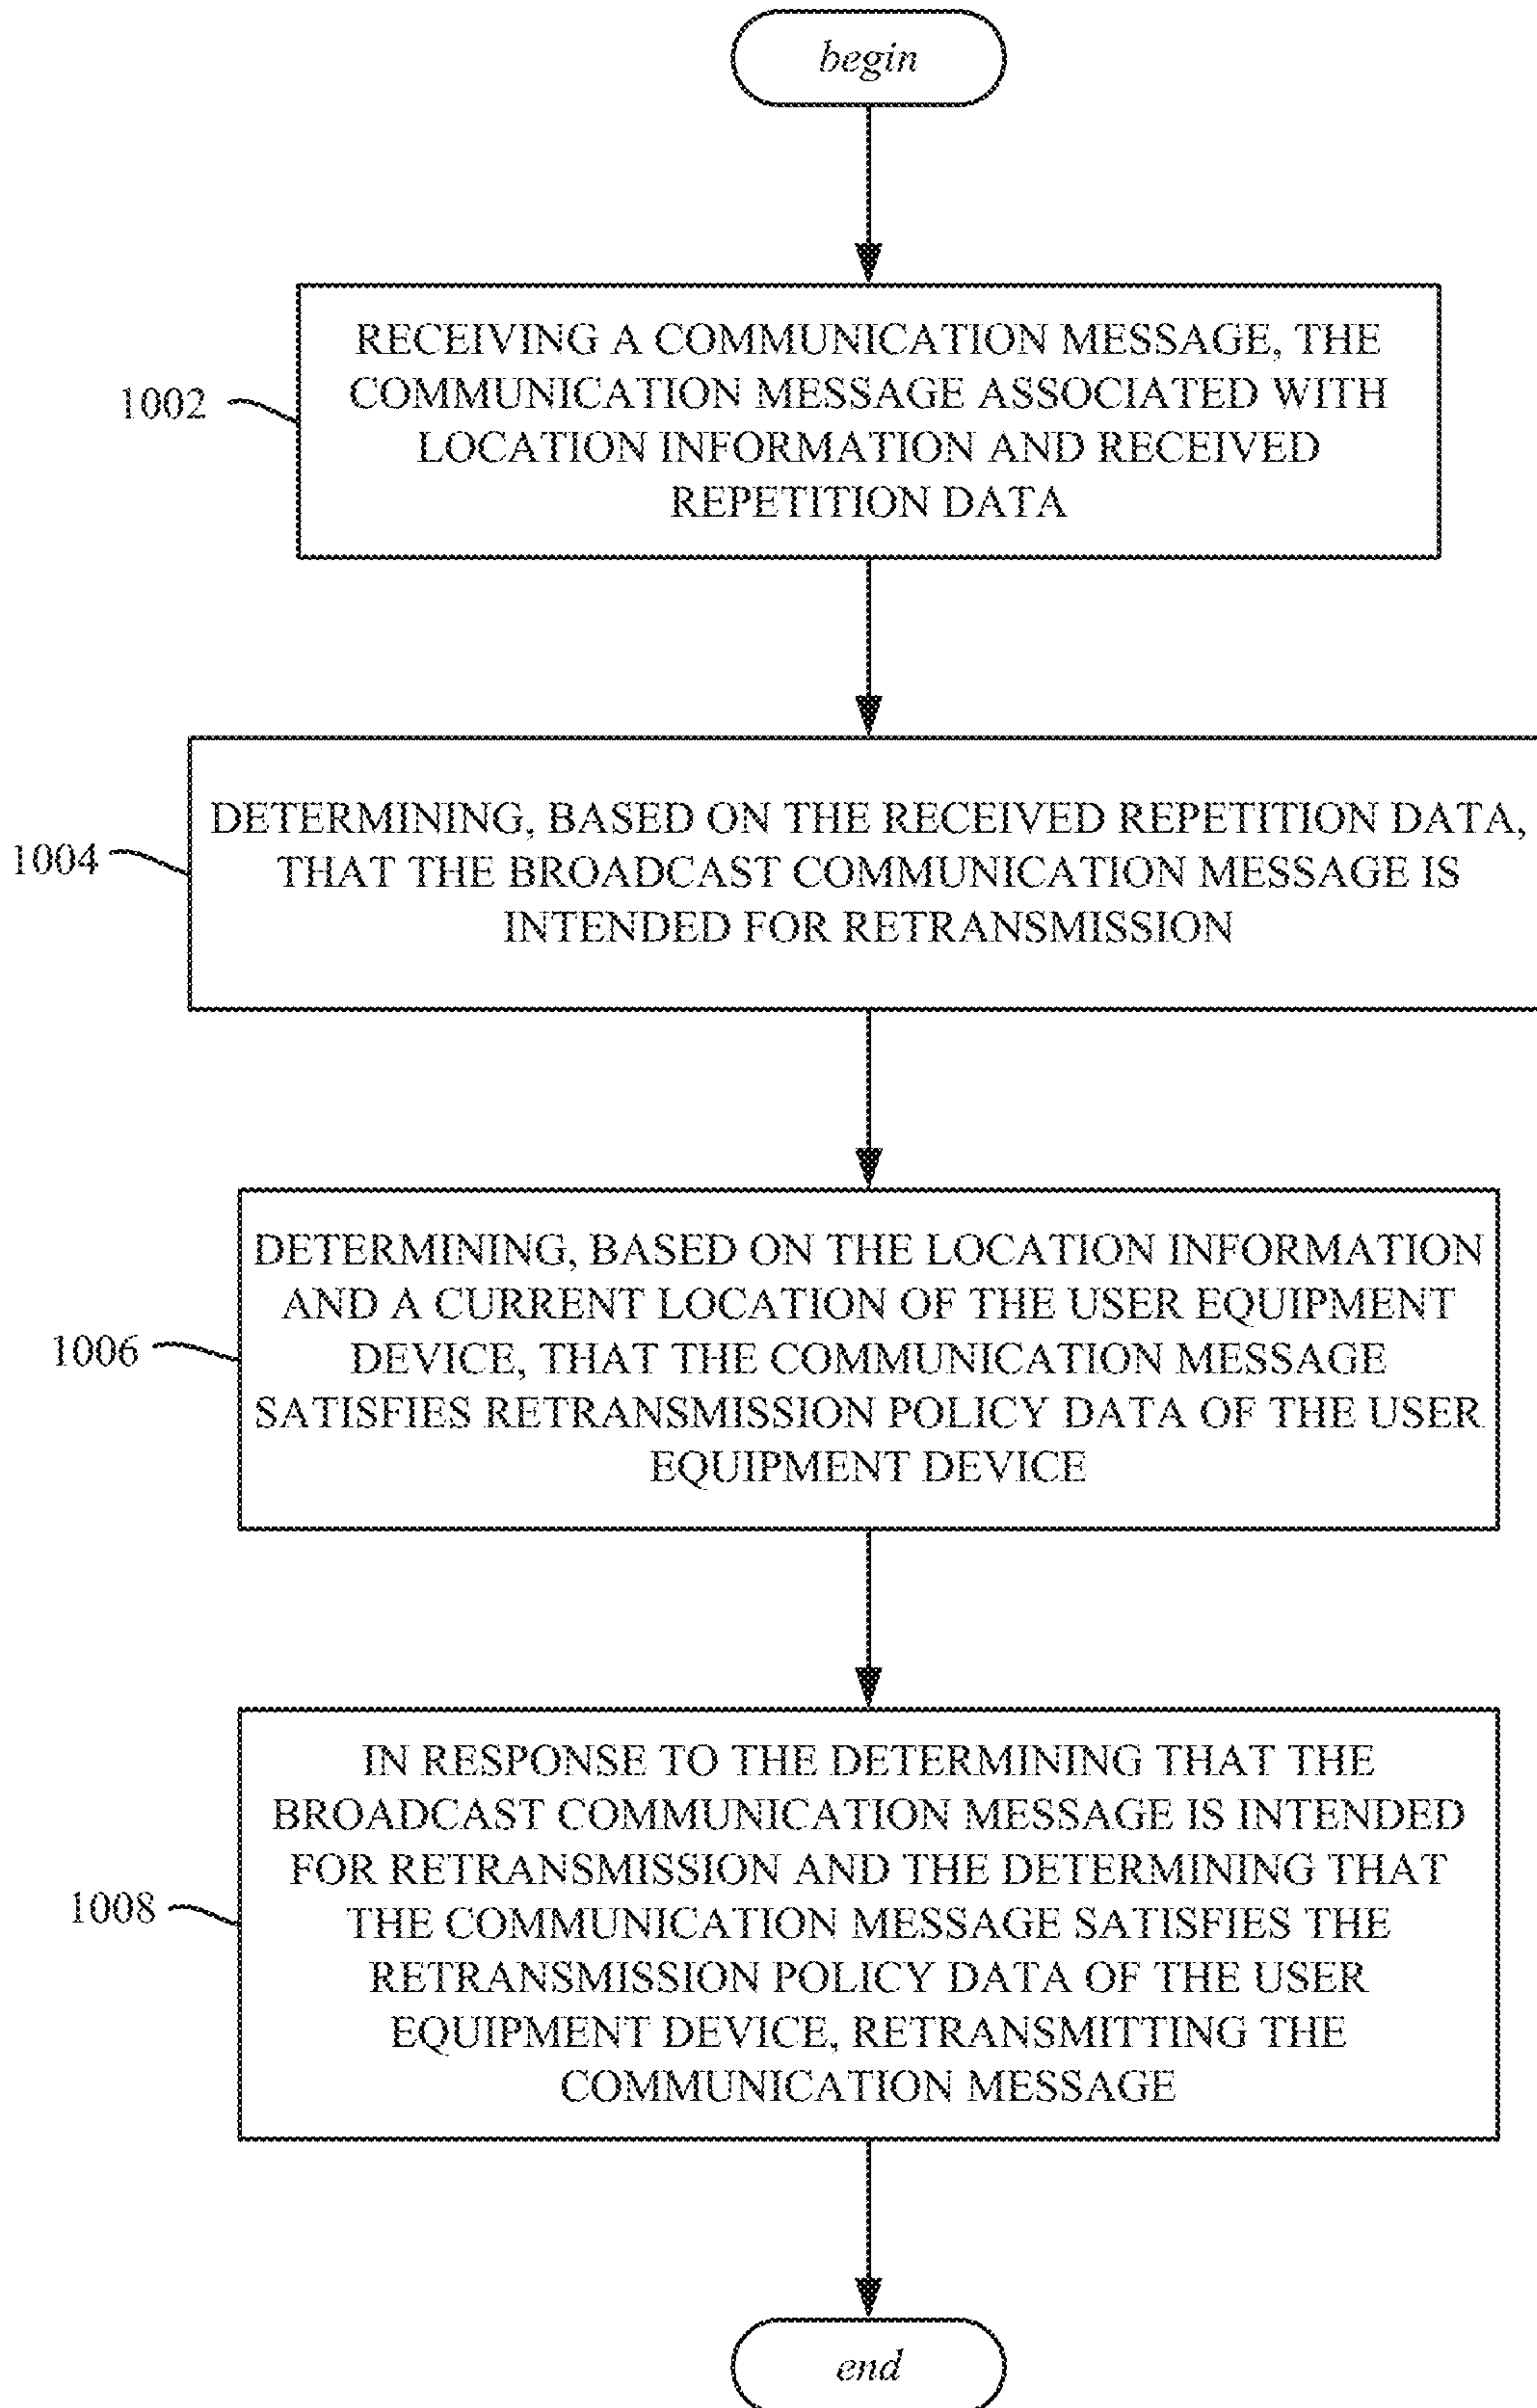 begin
RECEIVING A COMMUNICATION MESSAGE, THE
COMMUNICATION MESSAGE ASSOCIATED WITH
LOCATION INFORMATION AND RECEIVED
REPETITION DATA
1002
DETERMINING, BASED ON THE RECEIVED REPETITION DATA,
THAT THE BROADCAST COMMUNICATION MESSAGE IS
INTENDED FOR RETRANSMISSION
1004
DETERMINING, BASED ON THE LOCATION INFORMATION
AND A CURRENT LOCATION OF THE USER EQUIPMENT
DEVICE, THAT THE COMMUNICATION MESSAGE
SATISFIES RETRANSMISSION POLICY DATA OF THE USER
EQUIPMENT DEVICE
1006
IN RESPONSE TO THE DETERMINING THAT THE
BROADCAST COMMUNICATION MESSAGE IS INTENDED
FOR RETRANSMISSION AND THE DETERMINING THAT
THE COMMUNICATION MESSAGE SATISFIES THE
RETRANSMISSION POLICY DATA OF THE USER
EQUIPMENT DEVICE, RETRANSMITTING THE
COMMUNICATION MESSAGE
1008
end